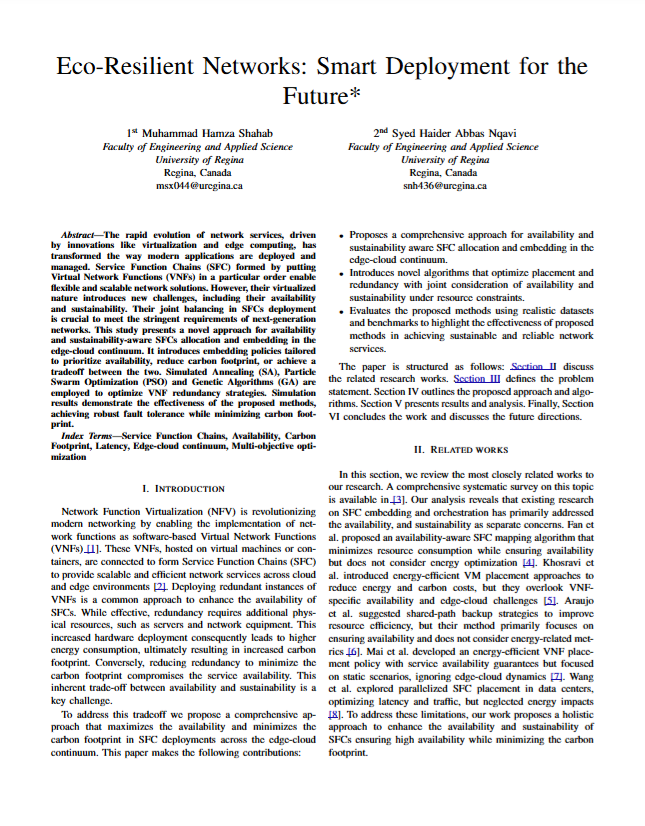 Eco-Resilient Networks: Smart Deployment for the
Future*
1st Muhammad Hamza Shahab
Faculty of Engineering and Applied Science
University of Regina
Regina, Canada
msx044@uregina.ca
2nd Syed Haider Abbas Nqavi
Faculty of Engineering and Applied Science
University of Regina
Regina, Canada
snh436@uregina.ca
Abstract—The rapid evolution of network services, driven
by innovations like virtualization and edge computing, has
transformed the way modern applications are deployed and
managed. Service Function Chains (SFC) formed by putting
Virtual Network Functions (VNFs) in a particular order enable
flexible and scalable network solutions. However, their virtualized
nature introduces new challenges, including their availability
and sustainability. Their joint balancing in SFCs deployment
is crucial to meet the stringent requirements of next-generation
networks. This study presents a novel approach for availability
and sustainability-aware SFCs allocation and embedding in the
edge-cloud continuum. It introduces embedding policies tailored
to prioritize availability, reduce carbon footprint, or achieve a
tradeoff between the two. Simulated Annealing (SA), Particle
Swarm Optimization (PSO) and Genetic Algorithms (GA) are
employed to optimize VNF redundancy strategies. Simulation
results demonstrate the effectiveness of the proposed methods,
achieving robust fault tolerance while minimizing carbon foot-
print.
Index Terms—Service Function Chains, Availability, Carbon
Footprint, Latency, Edge-cloud continuum, Multi-objective opti-
mization
I. INTRODUCTION
Network Function Virtualization (NFV) is revolutionizing
modern networking by enabling the implementation of net-
work functions as software-based Virtual Network Functions
(VNFs) [1]. These VNFs, hosted on virtual machines or con-
tainers, are connected to form Service Function Chains (SFC)
to provide scalable and efficient network services across cloud
and edge environments [2]. Deploying redundant instances of
VNFs is a common approach to enhance the availability of
SFCs. While effective, redundancy requires additional phys-
ical resources, such as servers and network equipment. This
increased hardware deployment consequently leads to higher
energy consumption, ultimately resulting in increased carbon
footprint. Conversely, reducing redundancy to minimize the
carbon footprint compromises the service availability. This
inherent trade-off between availability and sustainability is a
key challenge.
To address this tradeoff we propose a comprehensive ap-
proach that maximizes the availability and minimizes the
carbon footprint in SFC deployments across the edge-cloud
continuum. This paper makes the following contributions:
• Proposes a comprehensive approach for availability and
sustainability aware SFC allocation and embedding in the
edge-cloud continuum.
• Introduces novel algorithms that optimize placement and
redundancy with joint consideration of availability and
sustainability under resource constraints.
• Evaluates the proposed methods using realistic datasets
and benchmarks to highlight the effectiveness of proposed
methods in achieving sustainable and reliable network
services.
The paper is structured as follows: Section II discuss
the related research works. Section III defines the problem
statement. Section IV outlines the proposed approach and algo-
rithms. Section V presents results and analysis. Finally, Section
VI concludes the work and discusses the future directions.
II. RELATED WORKS
In this section, we review the most closely related works to
our research. A comprehensive systematic survey on this topic
is available in [3]. Our analysis reveals that existing research
on SFC embedding and orchestration has primarily addressed
the availability, and sustainability as separate concerns. Fan et
al. proposed an availability-aware SFC mapping algorithm that
minimizes resource consumption while ensuring availability
but does not consider energy optimization [4]. Khosravi et
al. introduced energy-efficient VM placement approaches to
reduce energy and carbon costs, but they overlook VNF-
specific availability and edge-cloud challenges [5]. Araujo
et al. suggested shared-path backup strategies to improve
resource efficiency, but their method primarily focuses on
ensuring availability and does not consider energy-related met-
rics [6]. Mai et al. developed an energy-efficient VNF place-
ment policy with service availability guarantees but focused
on static scenarios, ignoring edge-cloud dynamics [7]. Wang
et al. explored parallelized SFC placement in data centers,
optimizing latency and traffic, but neglected energy impacts
[8]. To address these limitations, our work proposes a holistic
approach to enhance the availability and sustainability of
SFCs ensuring high availability while minimizing the carbon
footprint.